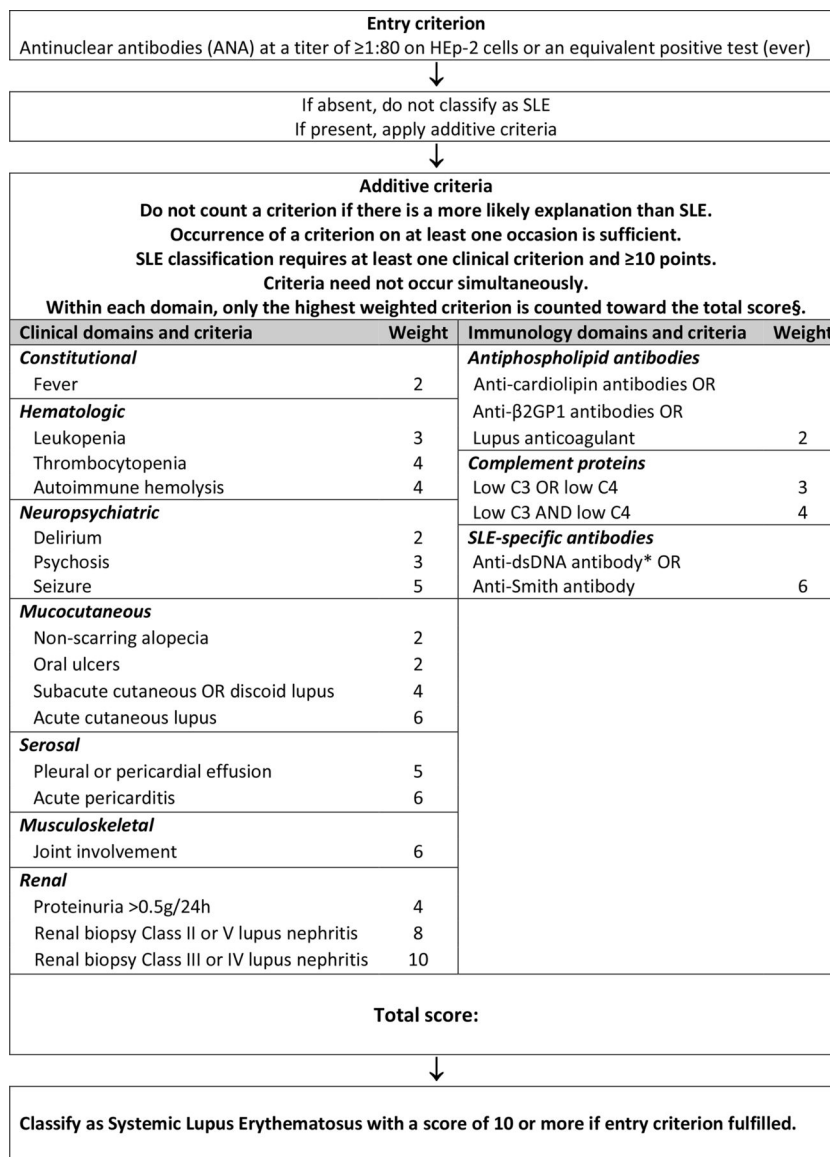 Entry criterion
Antinuclear antibodies (ANA) at a titer of ≥1:80 on HEp-2 cells or an equivalent positive test (ever)
If absent, do not classify as SLE
If present, apply additive criteria
Additive criteria
Do not count a criterion if there is a more likely explanation than SLE.
Occurrence of a criterion on at least one occasion is sufficient.
SLE classification requires at least one clinical criterion and ≥10 points.
Criteria need not occur simultaneously.
Within each domain, only the highest weighted criterion is counted toward the total score§.
Clinical domains and criteria Weight
Constitutional
Fever 2
Hematologic
Leukopenia 3
Thrombocytopenia 4
Autoimmune hemolysis 4
Neuropsychiatric
Delirium 2
Psychosis 3
Seizure 5
Mucocutaneous
Non-scarring alopecia 2
Oral ulcers 2
Subacute cutaneous OR discoid lupus 4
Acute cutaneous lupus 6
Serosal
Pleural or pericardial effusion 5
Acute pericarditis 6
Musculoskeletal
Joint involvement 6
Renal
Proteinuria >0.5g/24h 4
Renal biopsy Class II or V lupus nephritis 8
Renal biopsy Class III or IV lupus nephritis 10
Immunology domains and criteria Weight
Antiphospholipid antibodies
Anti-cardiolipin antibodies OR
Anti-β2GP1 antibodies OR
Lupus anticoagulant 2
Complement proteins
Low C3 OR low C4 3
Low C3 AND low C4 4
SLE-specific antibodies
Anti-dsDNA antibody* OR
Anti-Smith antibody 6
Total score:
Classify as Systemic Lupus Erythematosus with a score of 10 or more if entry criterion fulfilled.